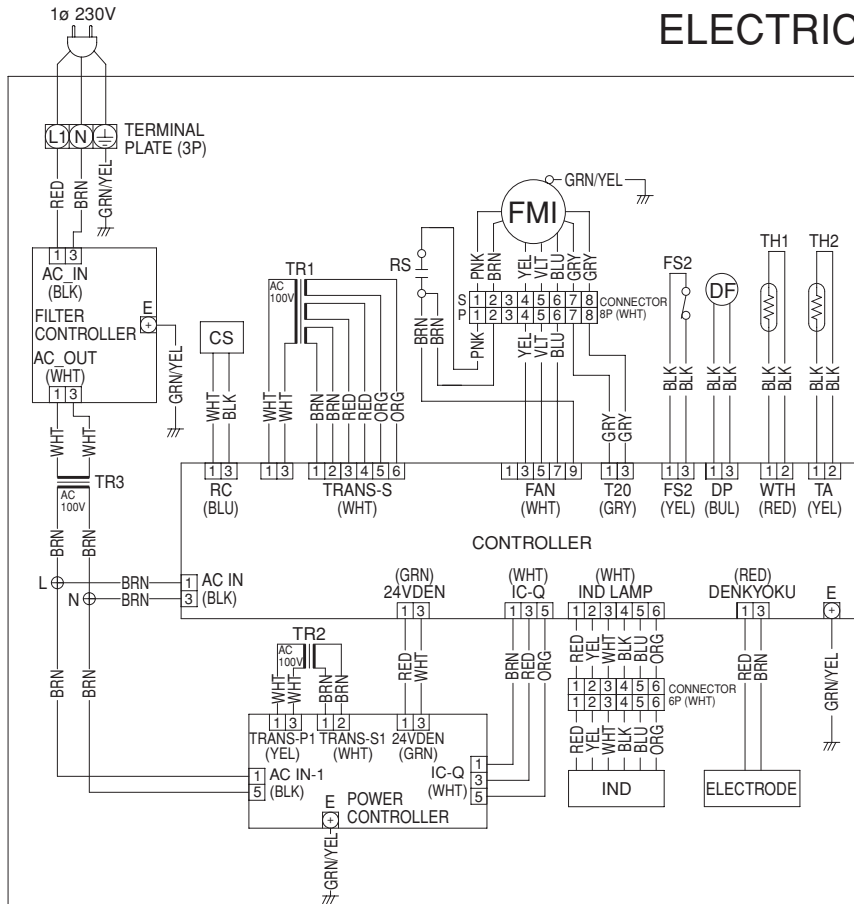 1ø 230V
ELECTRIC
L1 N
TERMINAL
PLATE (3P)
RED
BRN
GRN/YEL
1 3
AC_IN
(BLK)
FILTER
CONTROLLER
E
AC_OUT
(WHT)
1 3
GRN/YEL
WHT
WHT
TR3
AC
100V
BRN
BRN
L
N
BRN
BRN
BRN
BRN
CS
WHT
BLK
TR1
AC
100V
WHT
WHT
BRN
BRN
RED
RED
ORG
ORG
RS
BRN
BRN
FMI
GRN/YEL
PNK
BRN
YEL
VLT
BLU
GRY
GRY
S 1 2 3 4 5 6 7 8
P 1 2 3 4 5 6 7 8
CONNECTOR
8P (WHT)
PNK
YEL
VLT
BLU
GRY
GRY
FS2
BLK
BLK
DF
BLK
BLK
TH1
BLK
BLK
TH2
BLK
BLK
1 3
RC
(BLU)
1 3
1 2 3 4 5 6
TRANS-S
(WHT)
1 3 5 7 9
FAN
(WHT)
1 3
T20
(GRY)
1 3
FS2
(YEL)
1 3
DP
(BUL)
1 2
WTH
(RED)
1 2
TA
(YEL)
CONTROLLER
1
3
AC IN
(BLK)
(GRN)
24VDEN
1 3
(WHT)
IC-Q
1 3 5
(WHT)
IND LAMP
1 2 3 4 5 6
(RED)
DENKYOKU
1 3
E
GRN/YEL
TR2
AC
100V
WHT
WHT
BRN
BRN
RED
WHT
BRN
RED
ORG
RED
YEL
WHT
BLK
BLU
ORG
1 2 3 4 5 6
1 2 3 4 5 6
CONNECTOR
6P (WHT)
RED
YEL
WHT
BLK
BLU
ORG
IND
RED
BRN
ELECTRODE
1 3
TRANS-P1
(YEL)
1 2
TRANS-S1
(WHT)
1 3
24VDEN
(GRN)
1
5
AC IN-1
(BLK)
IC-Q
(WHT)
1
3
5
E
POWER
CONTROLLER
GRN/YEL